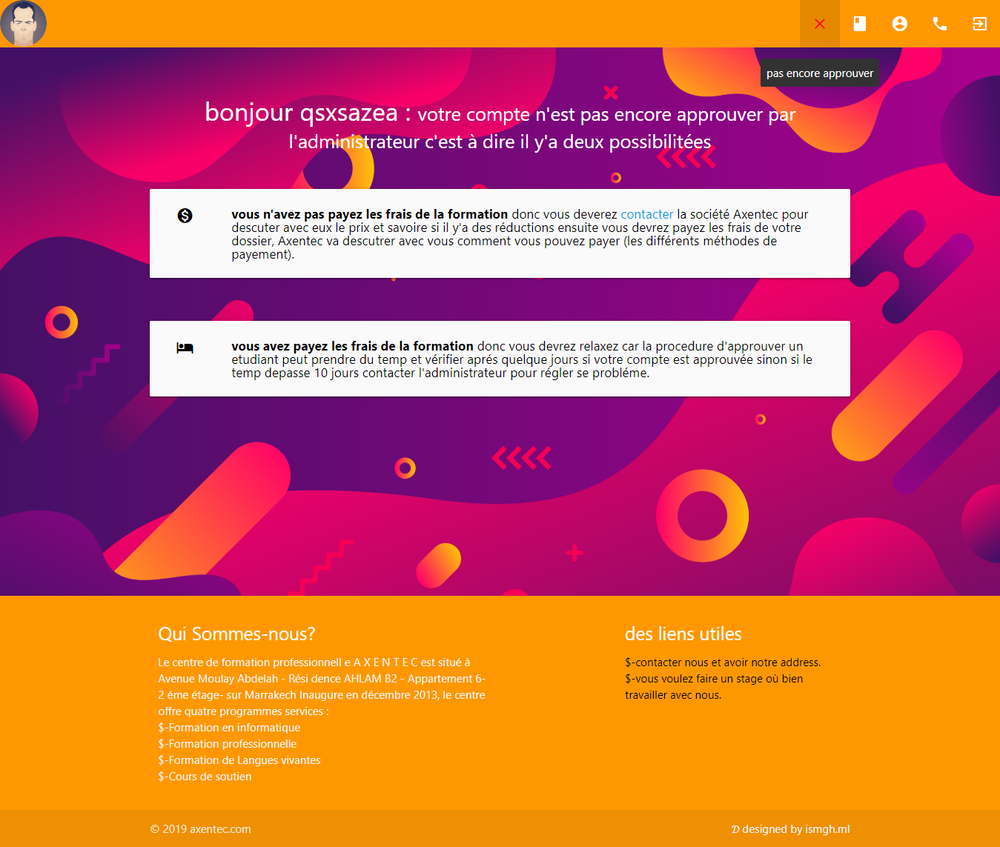 pas encore approuver
bonjour qsxsazea : votre compte n'est pas encore approuver par
l'administrateur c'est à dire il y'a deux possibilitées
vous n'avez pas payez les frais de la formation donc vous deverez contacter la société Axentec pour
descuter avec eux le prix et savoire si il y'a des réductions ensuite vous devrez payez les frais de votre
dossier, Axentec va descutrer avec vous comment vous pouvez payer (les différents méthodes de
payement).
vous avez payez les frais de la formation donc vous devrez relaxez car la procedure d'approuver un
etudiant peut prendre du temp et vérifier aprés quelque jours si votre compte est approuvée sinon si le
temp depasse 10 jours contacter l'administrateur pour régler se probléme.
Qui Sommes-nous?
Le centre de formation professionnell e A X E N T E C est situé à
Avenue Moulay Abdelah - Rési dence AHLAM B2 - Appartement 6-
2 éme étage- sur Marrakech Inaugure en décembre 2013, le centre
offre quatre programmes services :
$-Formation en informatique
$-Formation professionnelle
$-Formation de Langues vivantes
$-Cours de soutien
des liens utiles
$-contacter nous et avoir notre address.
$-vous voulez faire un stage où bien
travailler avec nous.
© 2019 axentec.com
𝒟 designed by ismgh.ml